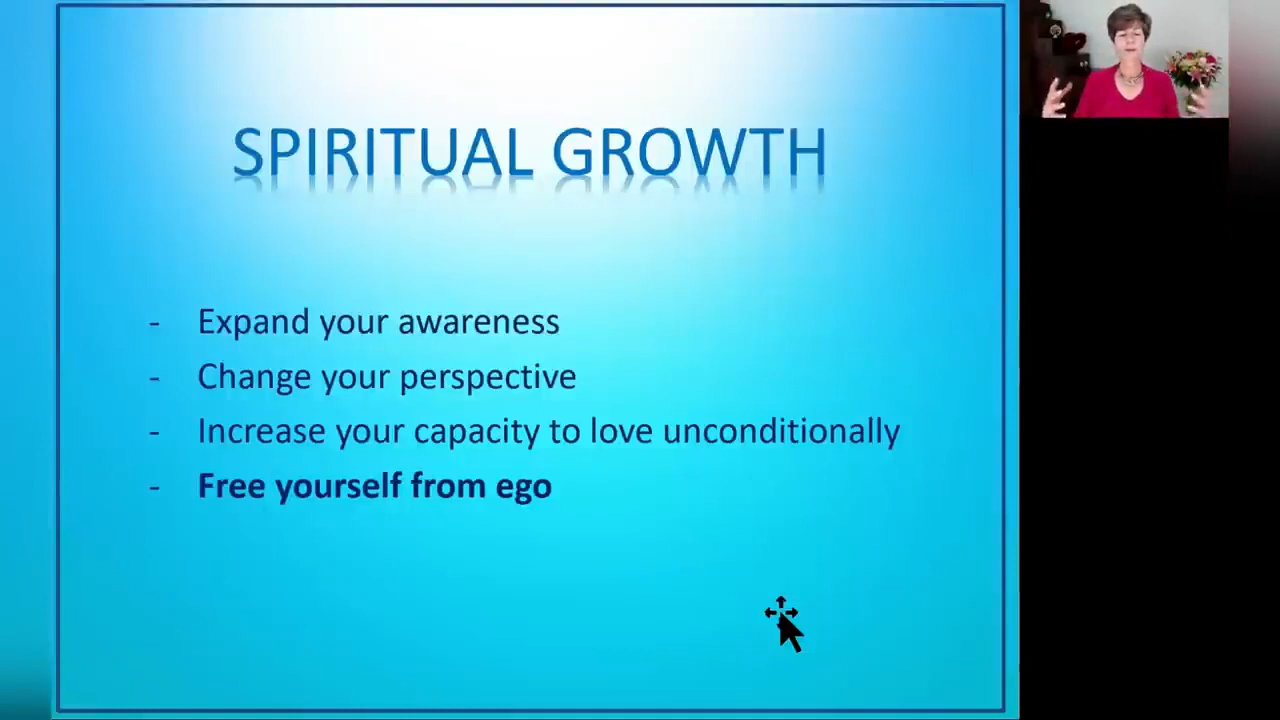 SPIRITUAL GROWTH
- Expand your awareness
- Change your perspective
- Increase your capacity to love unconditionally
- Free yourself from ego